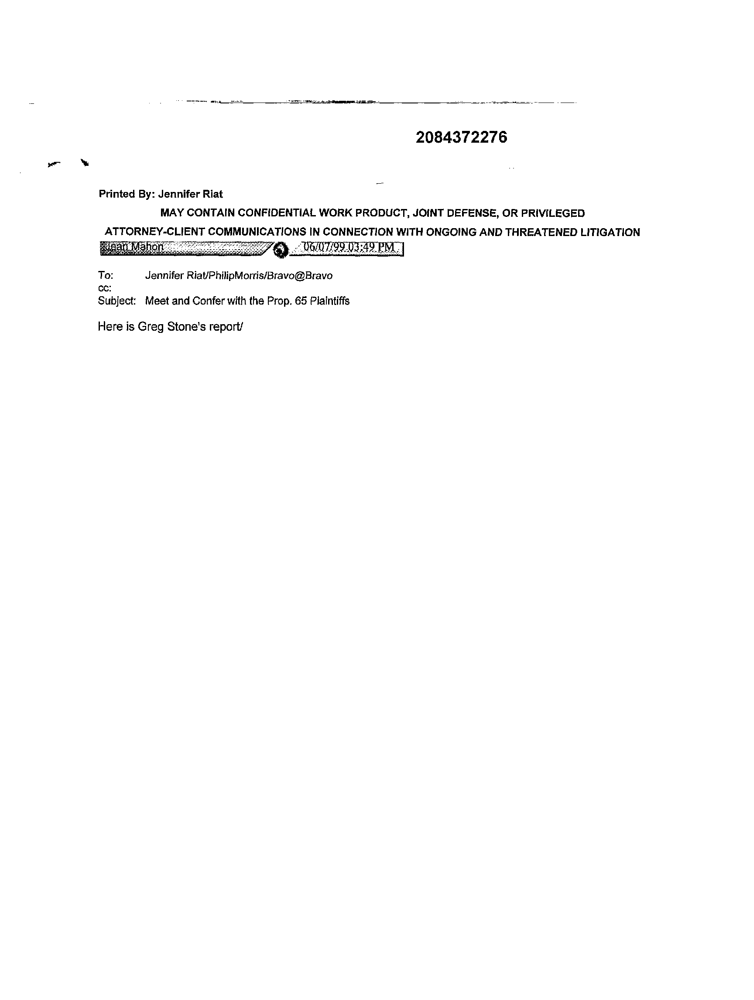 2084372276
Printed By: Jennifer Riat
MAY CONTAIN CONFIDENTIAL WORK PRODUCT, JOINT DEFENSE, OR PRIVILEGED
ATTORNEY-CLIENT COMMUNICATIONS IN CONNECTION WITH ONGOING AND THREATENED LITIGATION
Susan Mahon 06/07/99 03:49 PM
To: Jennifer Riat/PhilipMorris/Bravo@Bravo
cc:
Subject: Meet and Confer with the Prop. 65 Plaintiffs
Here is Greg Stone's report/